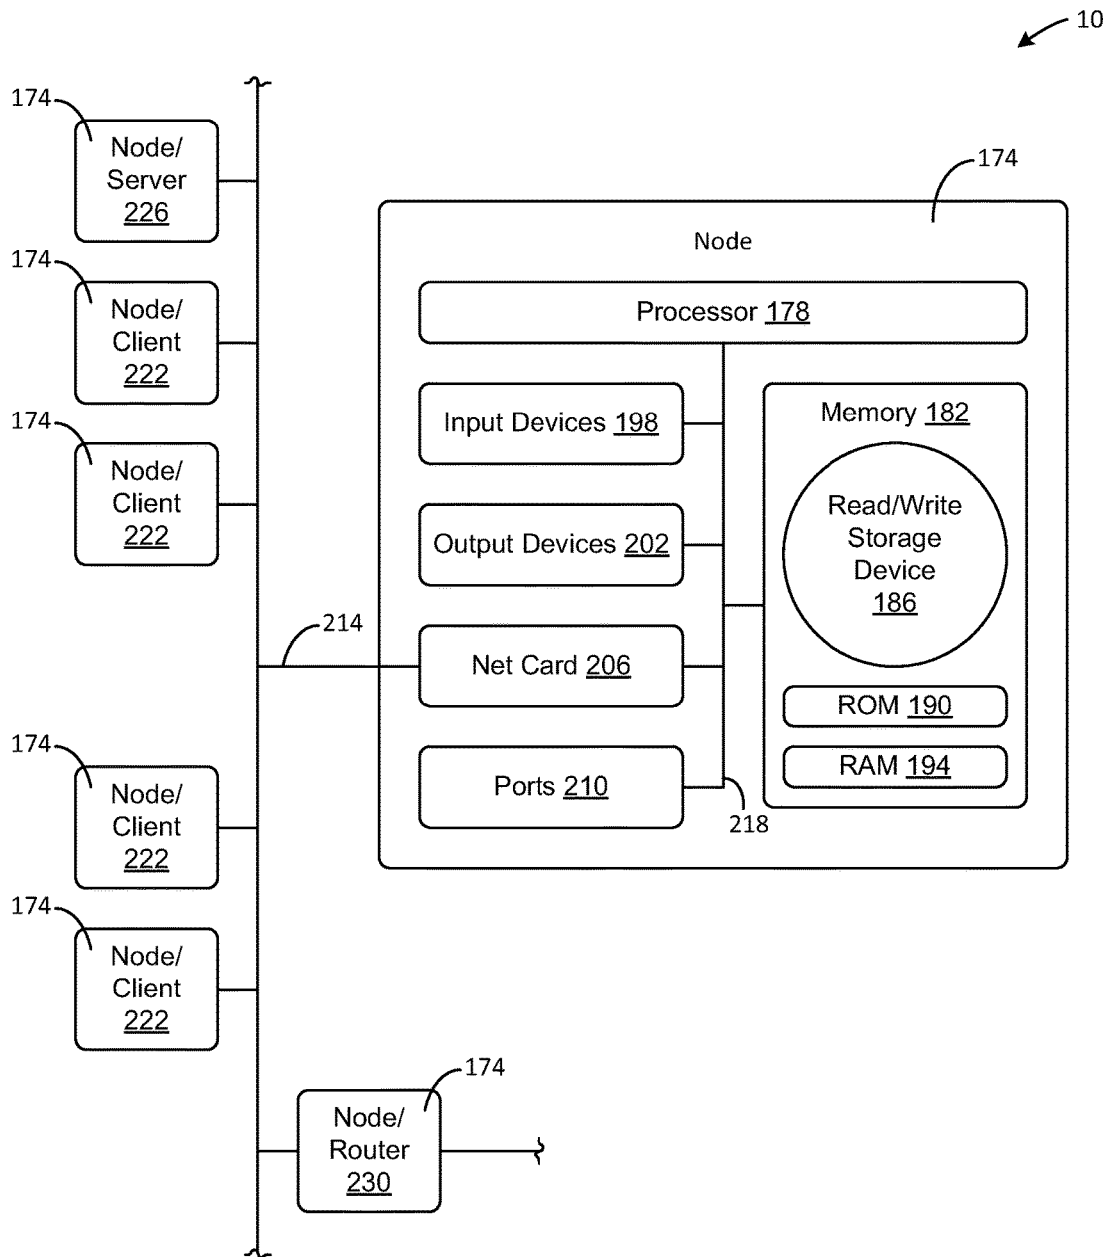 10
174
Node/
Server
226
174
Node/
Client
222
174
Node/
Client
222
174
Node
Processor 178
Input Devices 198
Output Devices 202
Net Card 206
Ports 210
Memory 182
Read/Write
Storage
Device
186
ROM 190
RAM 194
214
218
174
Node/
Client
222
174
Node/
Client
222
174
Node/
Router
230